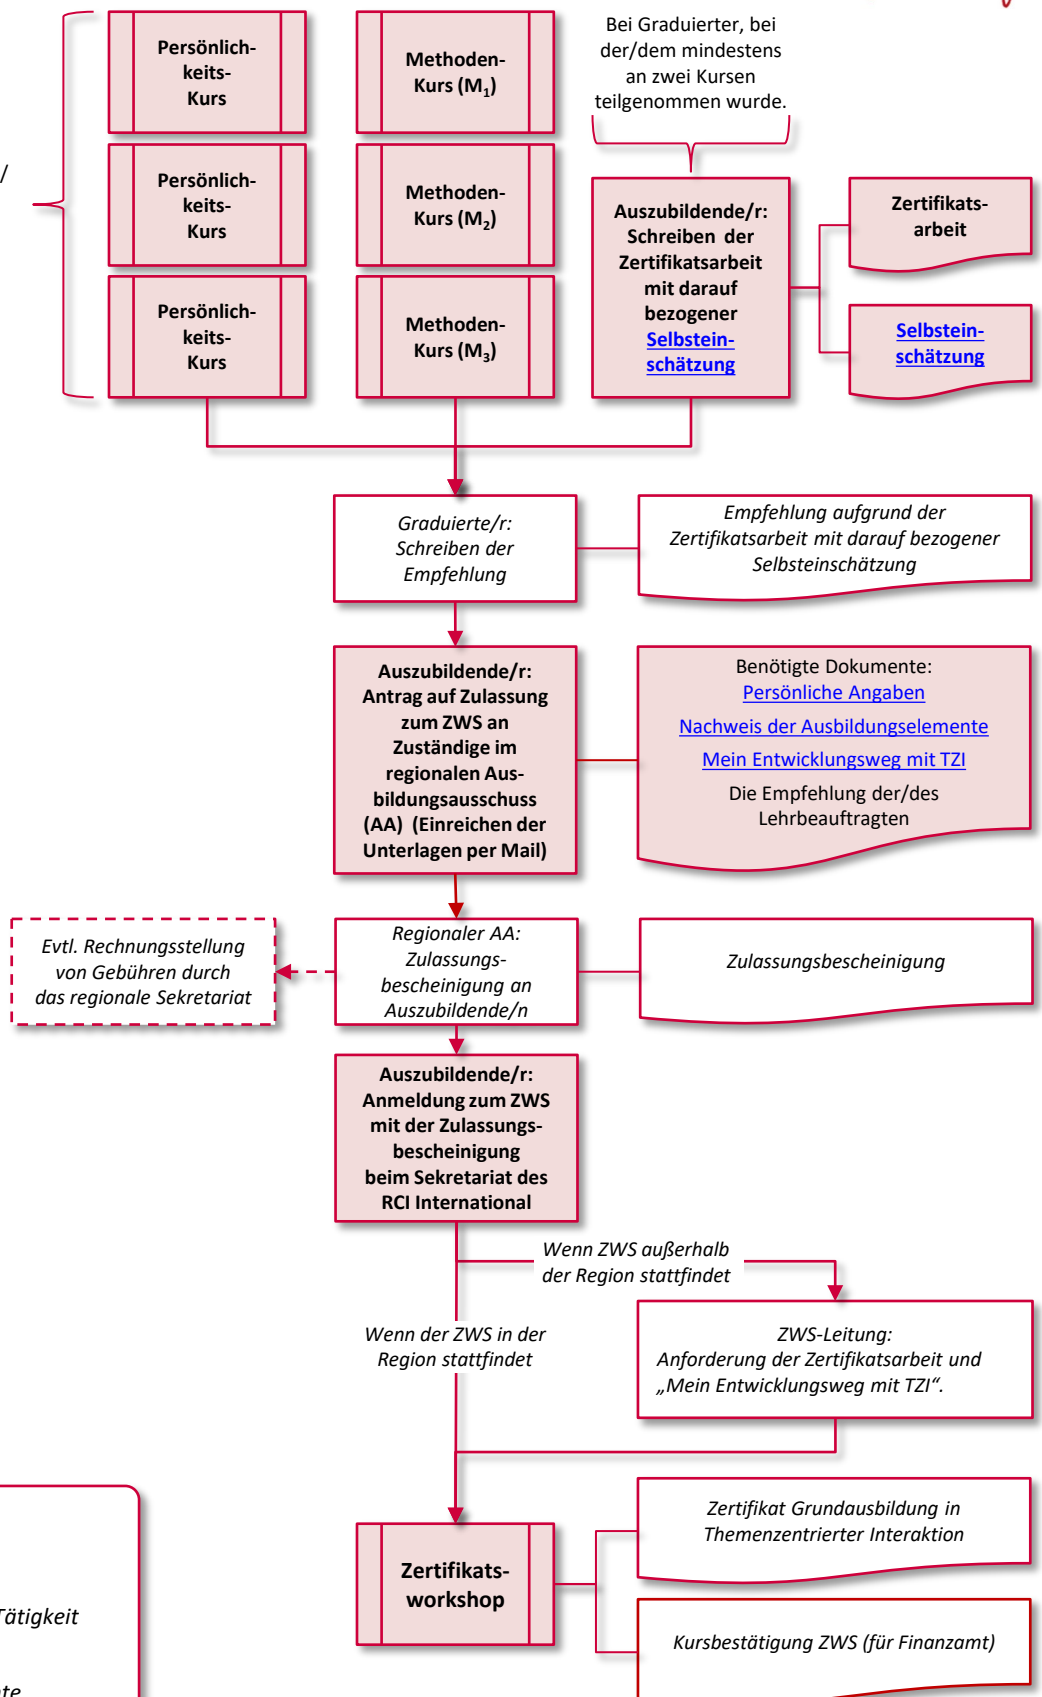 Persönlich-
keits-
Kurs
Methoden-
Kurs (M1)
Bei Graduierter, bei
der/dem mindestens
an zwei Kursen
teilgenommen wurde.
/
Persönlich-
keits-
Kurs
Methoden-
Kurs (M2)
Auszubildende/r:
Schreiben der
Zertifikatsarbeit
mit darauf
bezogener
Selbstein-
schätzung
Zertifikats-
arbeit
Persönlich-
keits-
Kurs
Methoden-
Kurs (M3)
Selbstein-
schätzung
Graduierte/r:
Schreiben der
Empfehlung
Empfehlung aufgrund der
Zertifikatsarbeit mit darauf bezogener
Selbsteinschätzung
Auszubildende/r:
Antrag auf Zulassung
zum ZWS an
Zuständige im
regionalen Aus-
bildungsausschuss
(AA) (Einreichen der
Unterlagen per Mail)
Benötigte Dokumente:
Persönliche Angaben
Nachweis der Ausbildungselemente
Mein Entwicklungsweg mit TZI
Die Empfehlung der/des
Lehrbeauftragten
Evtl. Rechnungsstellung
von Gebühren durch
das regionale Sekretariat
Regionaler AA:
Zulassungs-
bescheinigung an
Auszubildende/n
Zulassungsbescheinigung
Auszubildende/r:
Anmeldung zum ZWS
mit der Zulassungs-
bescheinigung
beim Sekretariat des
RCI International
Wenn ZWS außerhalb
der Region stattfindet
Wenn der ZWS in der
Region stattfindet
ZWS-Leitung:
Anforderung der Zertifikatsarbeit und
„Mein Entwicklungsweg mit TZI“.
Zertifikats-
workshop
Zertifikat Grundausbildung in
Themenzentrierter Interaktion
Kursbestätigung ZWS (für Finanzamt)
Tätigkeit